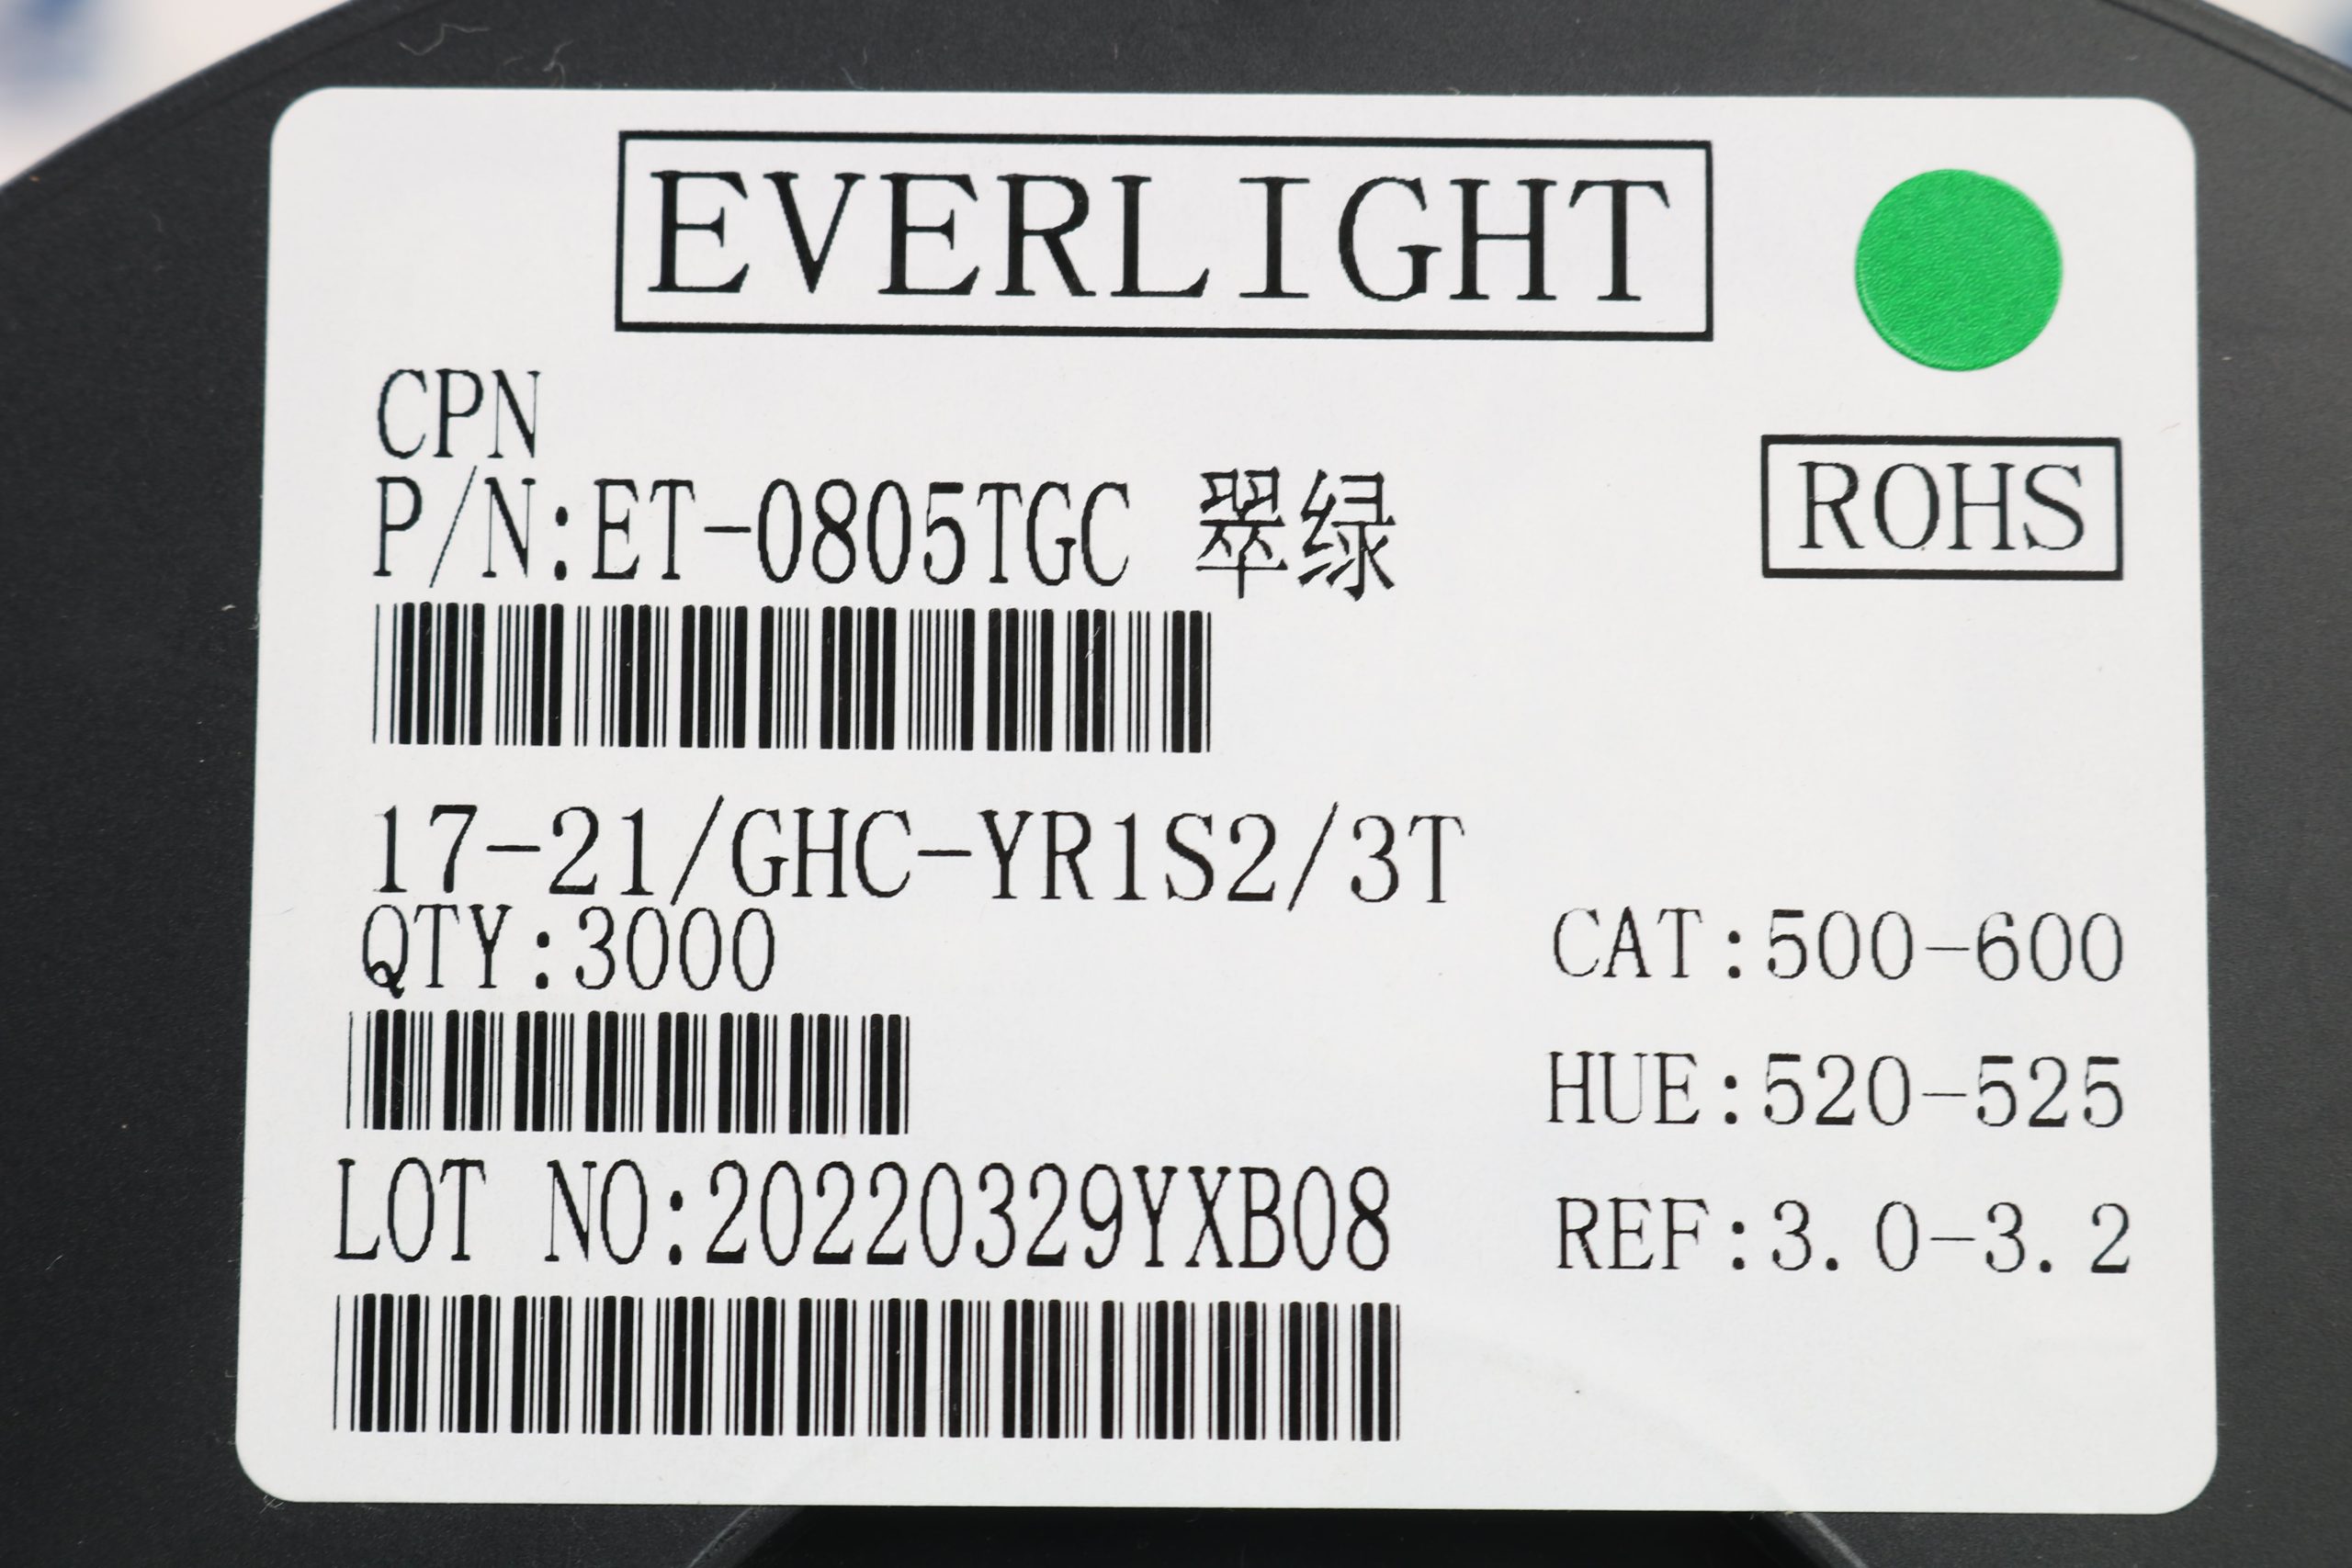 EVERLIGHT
CPN
P/N:ET-0805TGC 翠绿
ROHS
17-21/GHC-YR1S2/3T
QTY:3000
CAT:500-600
HUE:520-525
LOT NO:20220329YXB08
REF:3.0-3.2